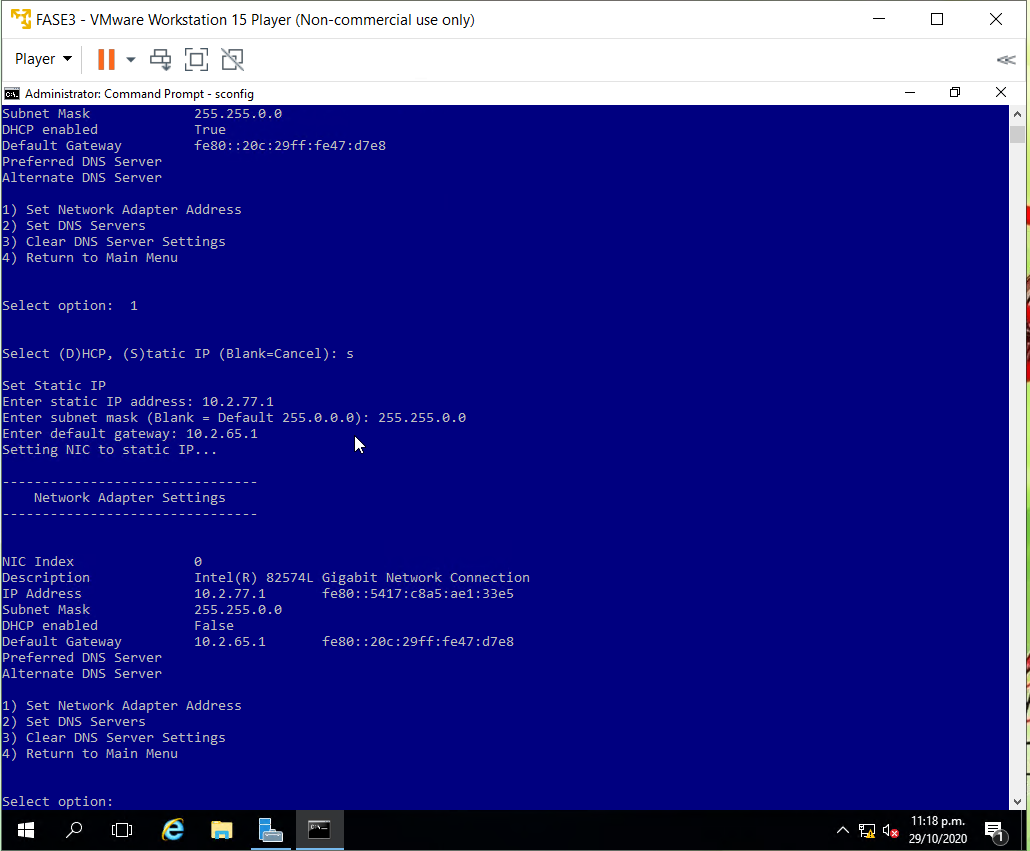 FASE3 - VMware Workstation 15 Player (Non-commercial use only)
Player
Administrator: Command Prompt - sconfig
Subnet Mask 255.255.0.0
DHCP enabled True
Default Gateway fe80::20c:29ff:fe47:d7e8
Preferred DNS Server
Alternate DNS Server
1) Set Network Adapter Address
2) Set DNS Servers
3) Clear DNS Server Settings
4) Return to Main Menu
Select option: 1
Select (D)HCP, (S)tatic IP (Blank=Cancel): s
Set Static IP
Enter static IP address: 10.2.77.1
Enter subnet mask (Blank = Default 255.0.0.0): 255.255.0.0
Enter default gateway: 10.2.65.1
Setting NIC to static IP...
--------------------------------
Network Adapter Settings
--------------------------------
NIC Index 0
Description Intel(R) 82574L Gigabit Network Connection
IP Address 10.2.77.1 fe80::5417:c8a5:ae1:33e5
Subnet Mask 255.255.0.0
DHCP enabled False
Default Gateway 10.2.65.1 fe80::20c:29ff:fe47:d7e8
Preferred DNS Server
Alternate DNS Server
1) Set Network Adapter Address
2) Set DNS Servers
3) Clear DNS Server Settings
4) Return to Main Menu
Select option:
11:18 p.m.
29/10/2020
1